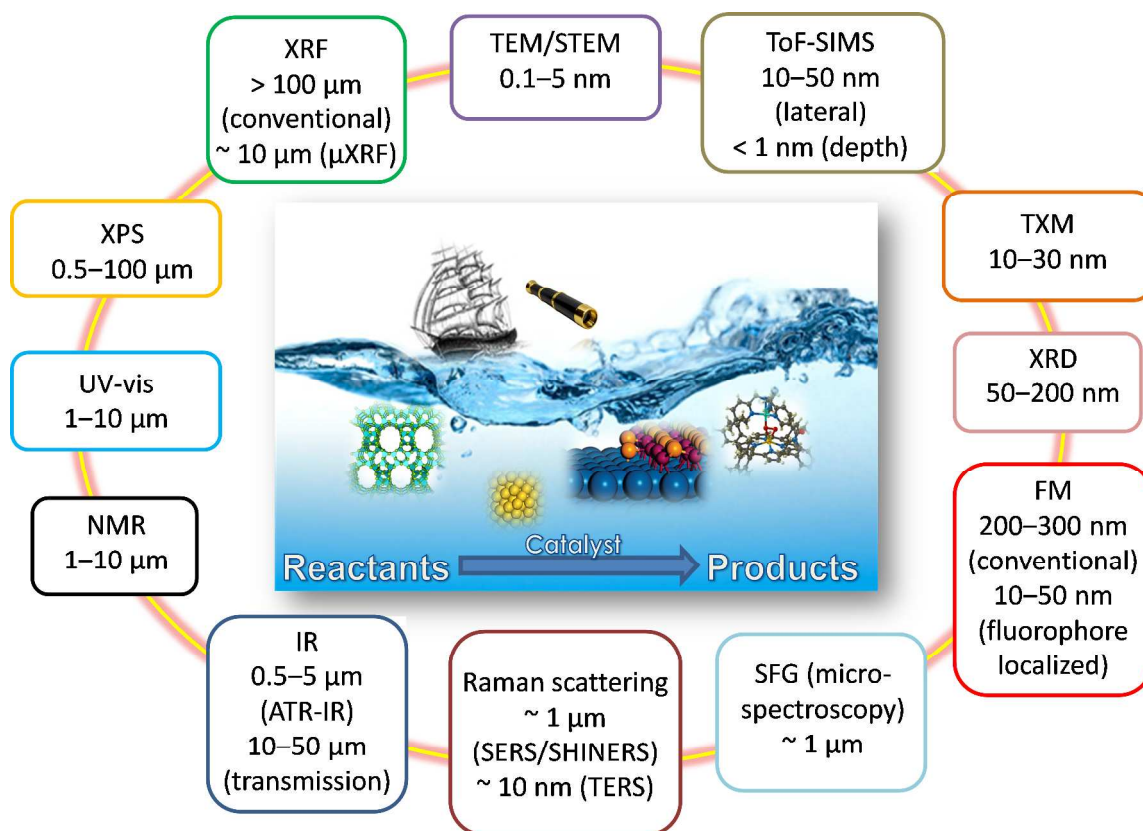 XRF
> 100 μm
(conventional)
~ 10 μm (μXRF)
TEM/STEM
0.1–5 nm
ToF-SIMS
10–50 nm
(lateral)
< 1 nm (depth)
XPS
0.5–100 μm
TXM
10–30 nm
UV-vis
1–10 μm
XRD
50–200 nm
NMR
1–10 μm
FM
200–300 nm
(conventional)
10–50 nm
(fluorophore
localized)
Catalyst
Reactants
Products
IR
0.5–5 μm
(ATR-IR)
10–50 μm
(transmission)
Raman scattering
~ 1 μm
(SERS/SHINERS)
~ 10 nm (TERS)
SFG (micro-
spectroscopy)
~ 1 μm